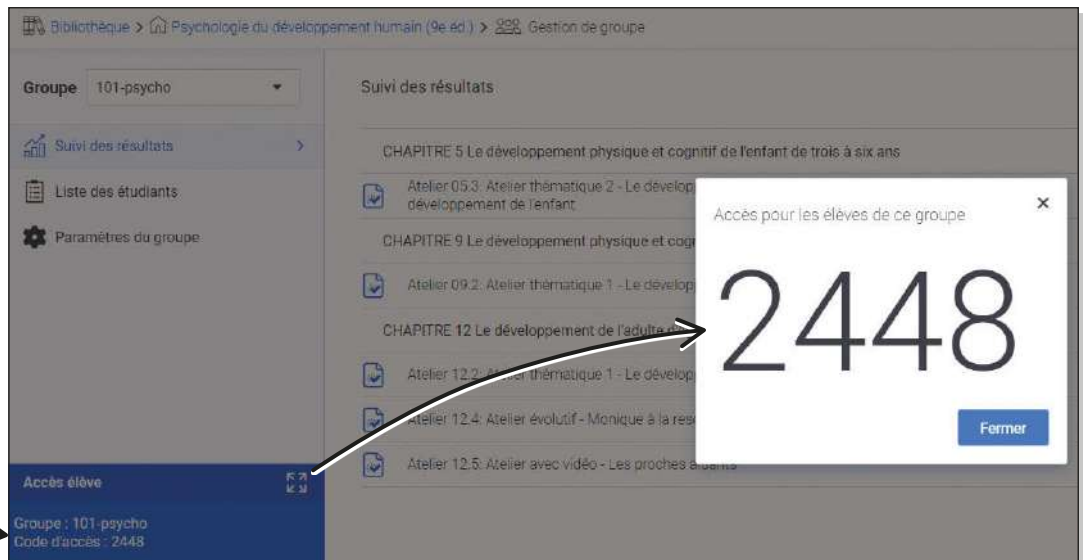 Bibliothèque > Psychologie du développement humain (9e éd.) > Gestion de groupe
Groupe 101-psycho
Suivi des résultats
Liste des étudiants
Paramètres du groupe
Accès élève
Groupe : 101-psycho
Code d'accès : 2448
Suivi des résultats
CHAPITRE 5 Le développement physique et cognitif de l'enfant de trois à six ans
Atelier 05.3: Atelier thématique 2 - Le dévelop
développement de l'enfant
CHAPITRE 9 Le développement physique et cogn
Atelier 09.2: Atelier thématique 1 - Le dévelop
CHAPITRE 12 Le développement de l'adulte
Atelier 12.2: Atelier thématique 1 - Le dévelop
Atelier 12.4: Atelier évolutif - Monique à la res
Atelier 12.5: Atelier avec vidéo - Les proches aidants
Accès pour les élèves de ce groupe
×
2448
Fermer